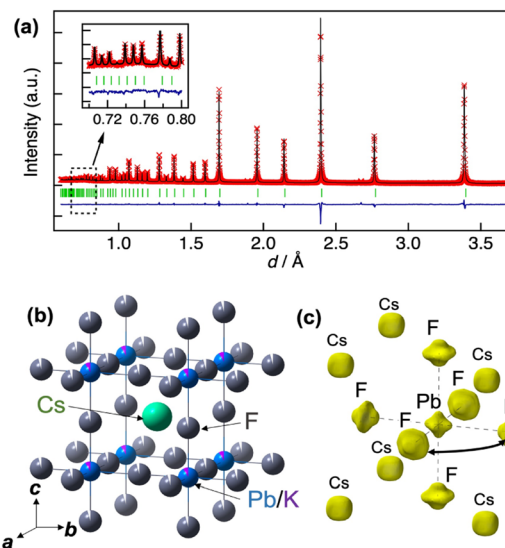 (a)
Intensity (a.u.)
0.72 0.76 0.80
1.0 1.5 2.0 2.5 3.0 3.5
d / Å
(b)
Cs
F
Pb/K
c
b
a
(c)
Cs
F
Cs
F
Pb
F
F
Cs
F
Cs
Cs